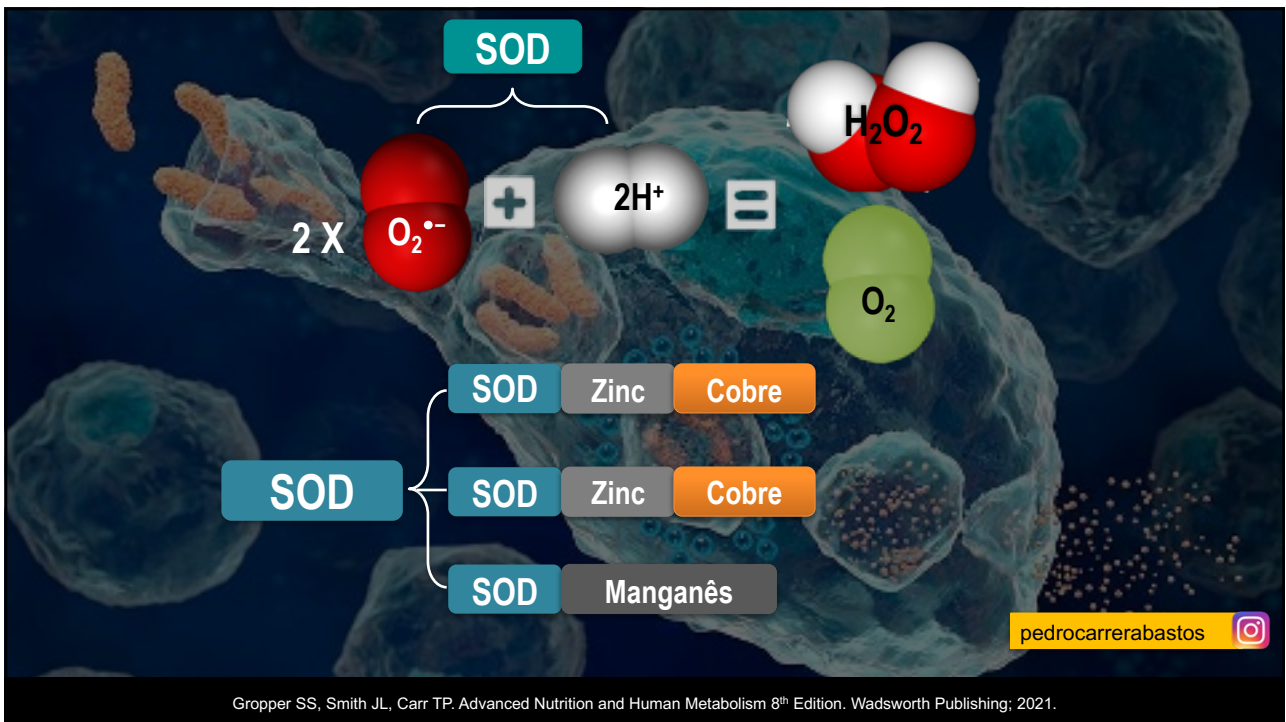 SOD
2 X O₂•⁻ 2H⁺ H₂O₂
O₂
SOD
SOD Zinc Cobre
SOD Zinc Cobre
SOD Manganês
pedrocarrerabastos
Gropper SS, Smith JL, Carr TP. Advanced Nutrition and Human Metabolism 8th Edition. Wadsworth Publishing; 2021.